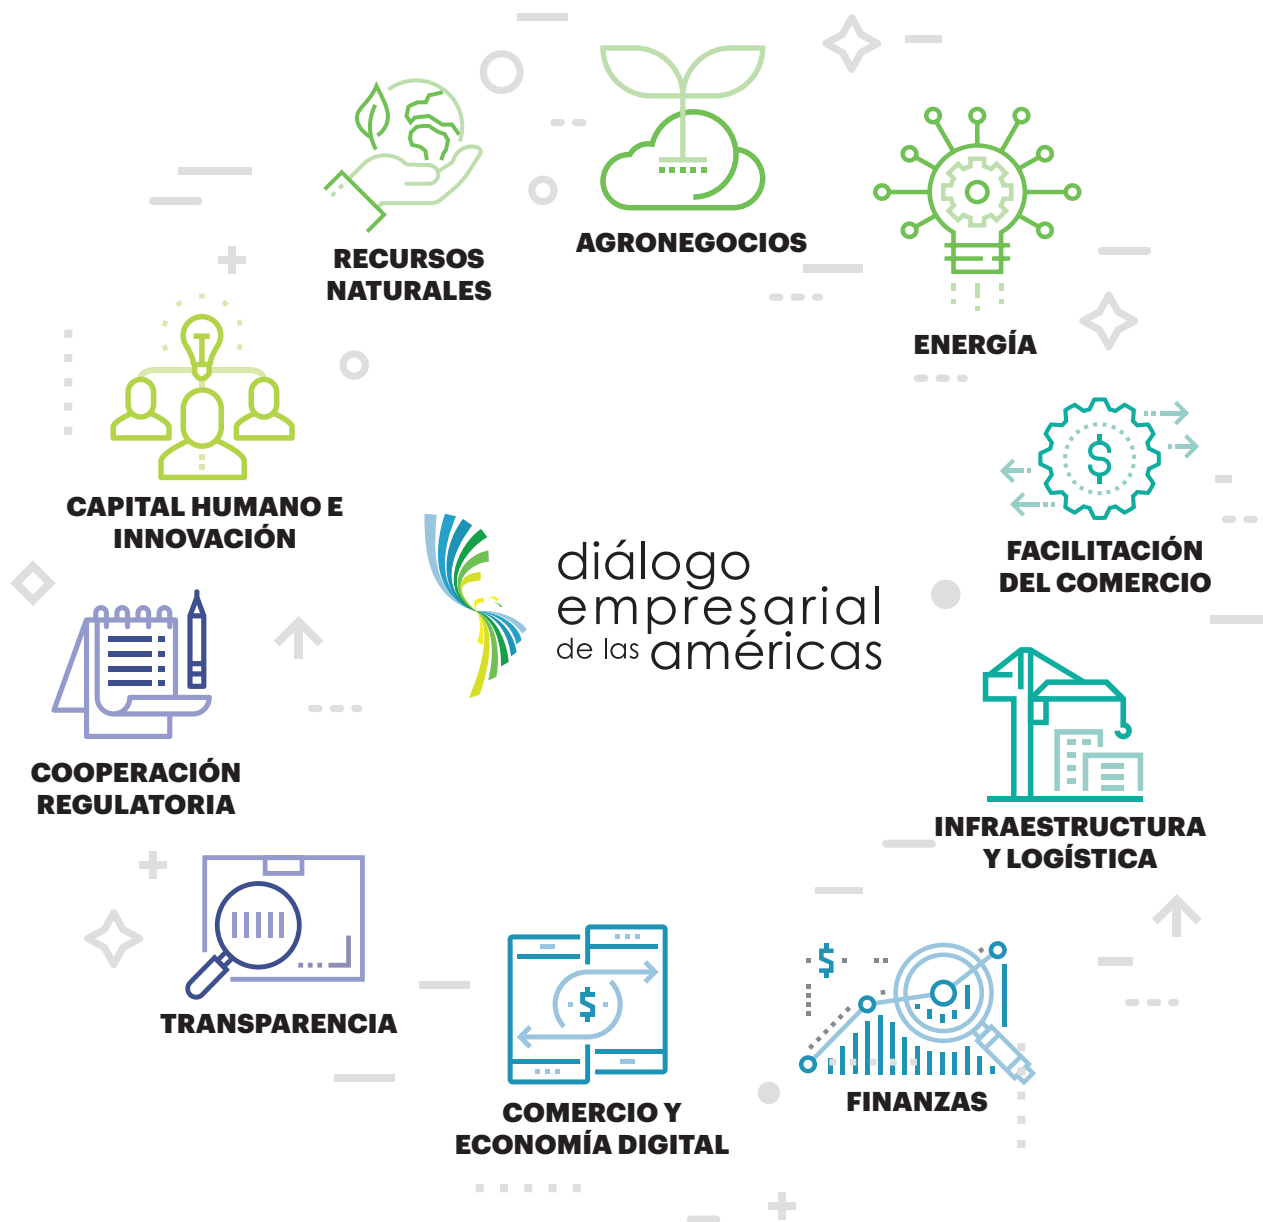 AGRONEGOCIOS
RECURSOS
NATURALES
ENERGÍA
CAPITAL HUMANO E
INNOVACIÓN
FACILITACIÓN
DEL COMERCIO
diálogo
empresarial
de las américas
COOPERACIÓN
REGULATORIA
INFRAESTRUCTURA
Y LOGÍSTICA
TRANSPARENCIA
FINANZAS
COMERCIO Y
ECONOMÍA DIGITAL